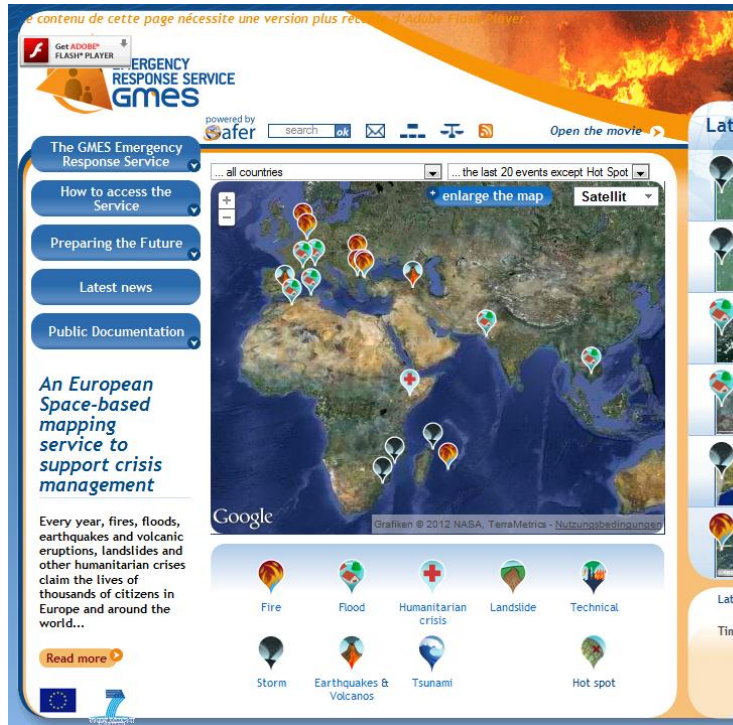 Le contenu de cette page nécessite une version plus récente d'Adobe Flash Player.
Get ADOBE®
FLASH® PLAYER
EMERGENCY
RESPONSE SERVICE
Gmes
powered by
Safer
search
ok
Open the movie
The GMES Emergency
Response Service
How to access the
Service
Preparing the Future
Latest news
Public Documentation
An European
Space-based
mapping
service to
support crisis
management
Every year, fires, floods,
earthquakes and volcanic
eruptions, landslides and
other humanitarian crises
claim the lives of
thousands of citizens in
Europe and around the
world...
Read more
... all countries
... the last 20 events except Hot Spot
+
enlarge the map
Satellit
+
−
Google
Grafiken © 2012 NASA, TerraMetrics - Nutzungsbedingungen
Fire
Flood
Humanitarian
crisis
Landslide
Technical
Storm
Earthquakes &
Volcanos
Tsunami
Hot spot
Lat
Lat
Tim